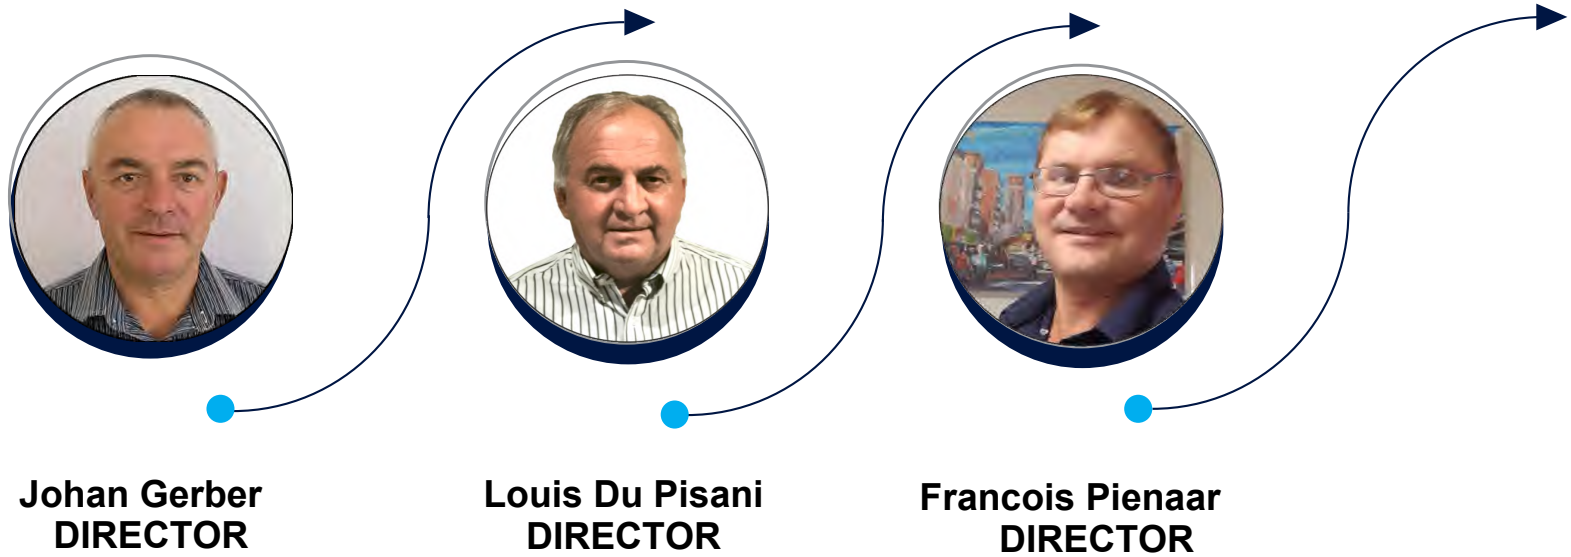 Johan Gerber
DIRECTOR
Louis Du Pisani
DIRECTOR
Francois Pienaar
DIRECTOR